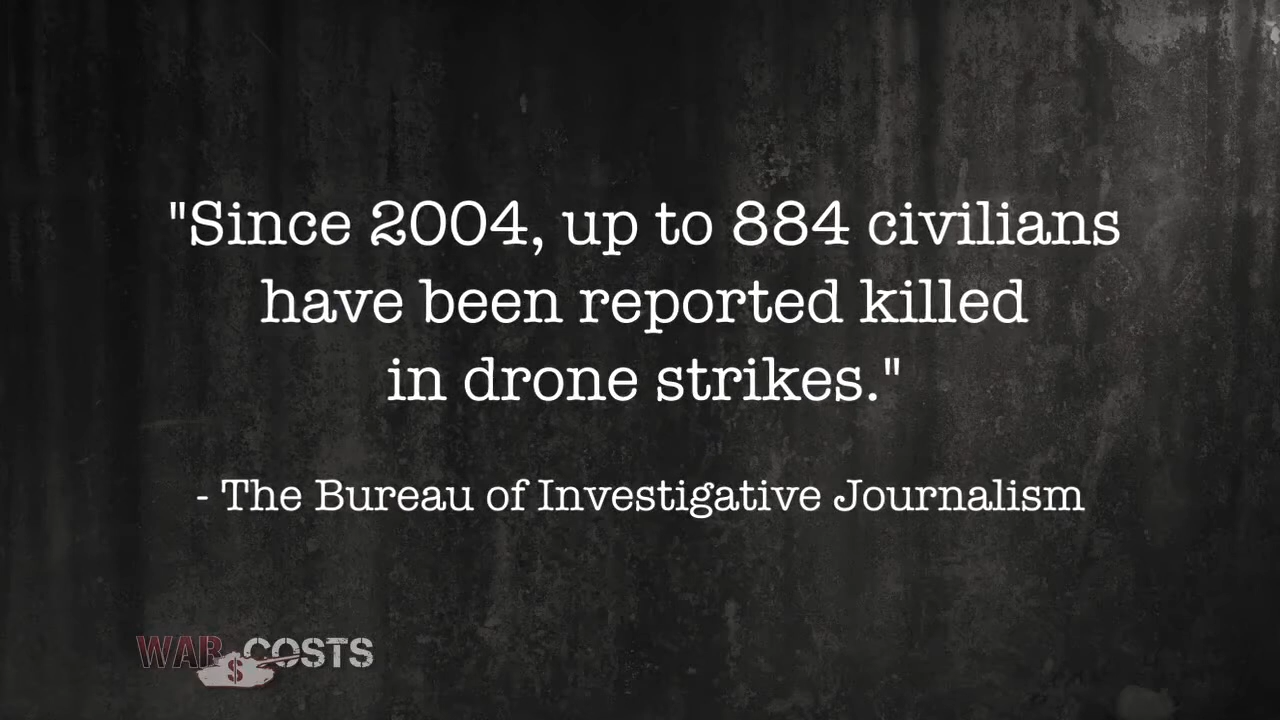 "Since 2004, up to 884 civilians
have been reported killed
in drone strikes."
- The Bureau of Investigative Journalism
WAR COSTS
$